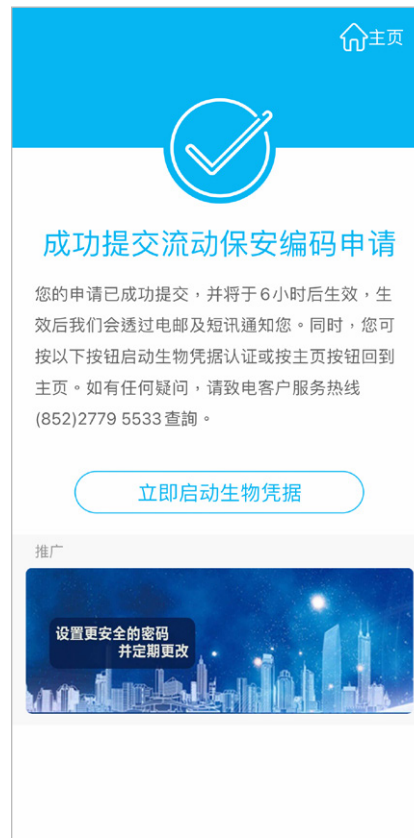 主页
成功提交流动保安编码申请
您的申请已成功提交，并将于6小时后生效，生
效后我们会透过电邮及短讯通知您。同时，您可
按以下按钮启动生物凭据认证或按主页按钮回到
主页。如有任何疑问，请致电客户服务热线
(852)2779 5533查詢。
立即启动生物凭据
推广
设置更安全的密码
并定期更改